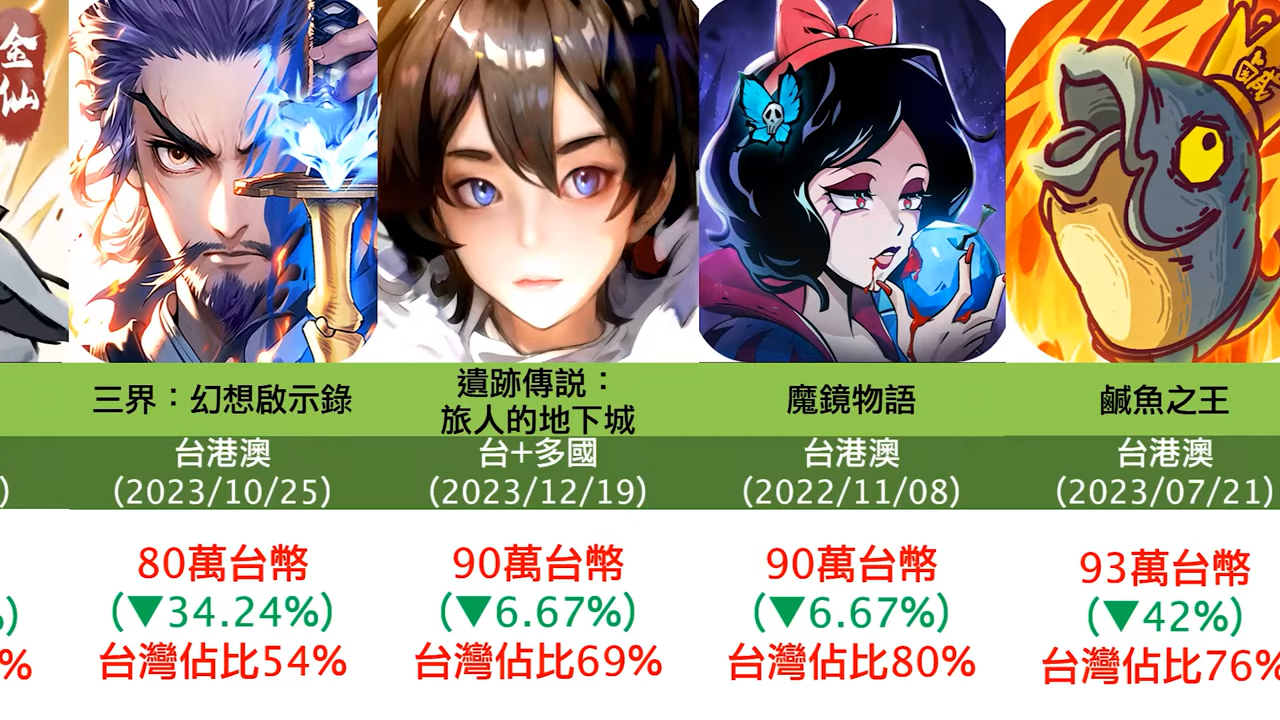 金仙
鹹
三界：幻想啟示錄
遺跡傳說：
旅人的地下城
魔鏡物語
鹹魚之王
台港澳
台+多國
台港澳
台港澳
)
(2023/10/25)
(2023/12/19)
(2022/11/08)
(2023/07/21)
80萬台幣
90萬台幣
90萬台幣
93萬台幣
%)
(▼34.24%)
(▼6.67%)
(▼6.67%)
(▼42%)
%
台灣佔比54%
台灣佔比69%
台灣佔比80%
台灣佔比76%